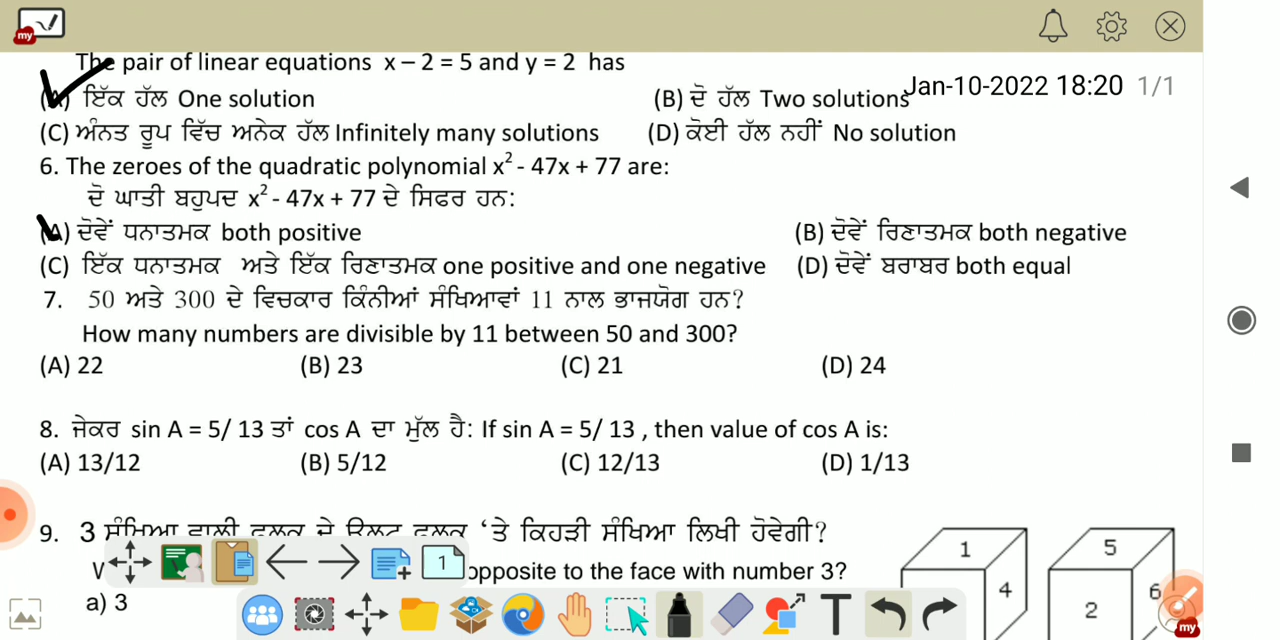 my
The pair of linear equations x – 2 = 5 and y = 2 has
Jan-10-2022 18:20 1/1
(A) ਇੱਕ ਹੱਲ One solution (B) ਦੋ ਹੱਲ Two solutions
(C) ਅੰਨਤ ਰੂਪ ਵਿੱਚ ਅਨੇਕ ਹੱਲ Infinitely many solutions (D) ਕੋਈ ਹੱਲ ਨਹੀਂ No solution
6. The zeroes of the quadratic polynomial x² - 47x + 77 are:
ਦੋ ਘਾਤੀ ਬਹੁਪਦ x² - 47x + 77 ਦੇ ਸਿਫਰ ਹਨ:
(A) ਦੋਵੇਂ ਧਨਾਤਮਕ both positive (B) ਦੋਵੇਂ ਰਿਣਾਤਮਕ both negative
(C) ਇੱਕ ਧਨਾਤਮਕ ਅਤੇ ਇੱਕ ਰਿਣਾਤਮਕ one positive and one negative (D) ਦੋਵੇਂ ਬਰਾਬਰ both equal
7. 50 ਅਤੇ 300 ਦੇ ਵਿਚਕਾਰ ਕਿੰਨੀਆਂ ਸੰਖਿਆਵਾਂ 11 ਨਾਲ ਭਾਜਯੋਗ ਹਨ?
How many numbers are divisible by 11 between 50 and 300?
(A) 22 (B) 23 (C) 21 (D) 24
8. ਜੇਕਰ sin A = 5/ 13 ਤਾਂ cos A ਦਾ ਮੁੱਲ ਹੈ: If sin A = 5/ 13 , then value of cos A is:
(A) 13/12 (B) 5/12 (C) 12/13 (D) 1/13
9. 3 ਸੰਖਿਆ ਵਾਲੀ ਫਲਕ ਦੇ ਉਲਟ ਫਲਕ ‘ਤੇ ਕਿਹੜੀ ਸੰਖਿਆ ਲਿਖੀ ਹੋਵੇਗੀ?
opposite to the face with number 3?
a) 3
1
4
5
2
6
1
T
my